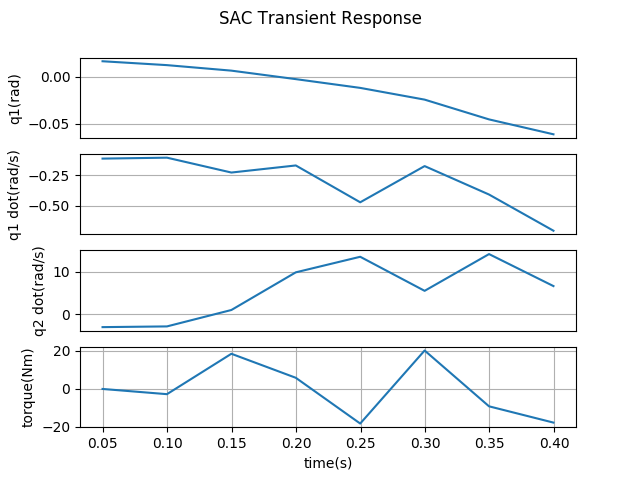 SAC Transient Response
0.00
−0.05
q1(rad)
−0.25
−0.50
q1 dot(rad/s)
10
0
q2 dot(rad/s)
20
0
−20
torque(Nm)
0.05 0.10 0.15 0.20 0.25 0.30 0.35 0.40
time(s)